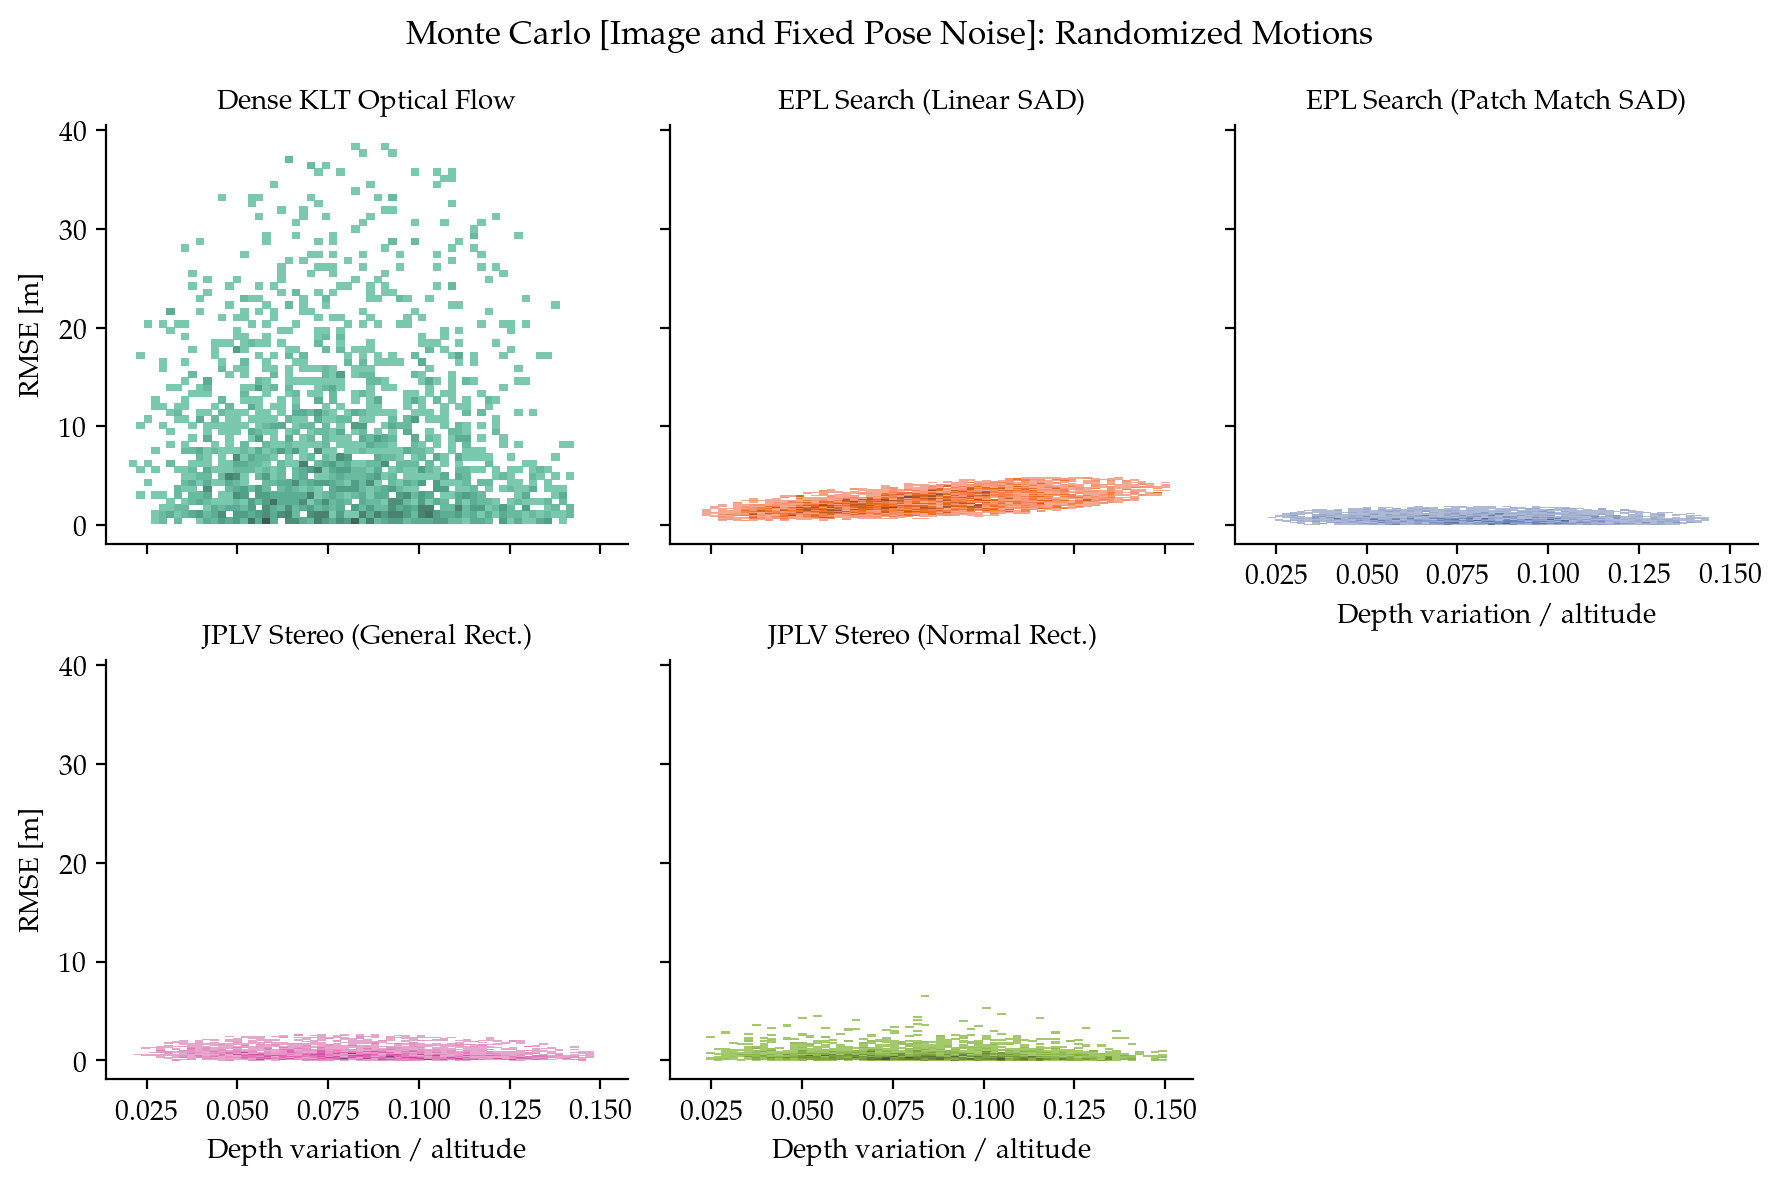 Monte Carlo [Image and Fixed Pose Noise]: Randomized Motions
Dense KLT Optical Flow
EPL Search (Linear SAD)
EPL Search (Patch Match SAD)
40
30
20
10
0
RMSE [m]
0.025 0.050 0.075 0.100 0.125 0.150
Depth variation / altitude
JPLV Stereo (General Rect.)
JPLV Stereo (Normal Rect.)
40
30
20
10
0
RMSE [m]
0.025 0.050 0.075 0.100 0.125 0.150
Depth variation / altitude
0.025 0.050 0.075 0.100 0.125 0.150
Depth variation / altitude